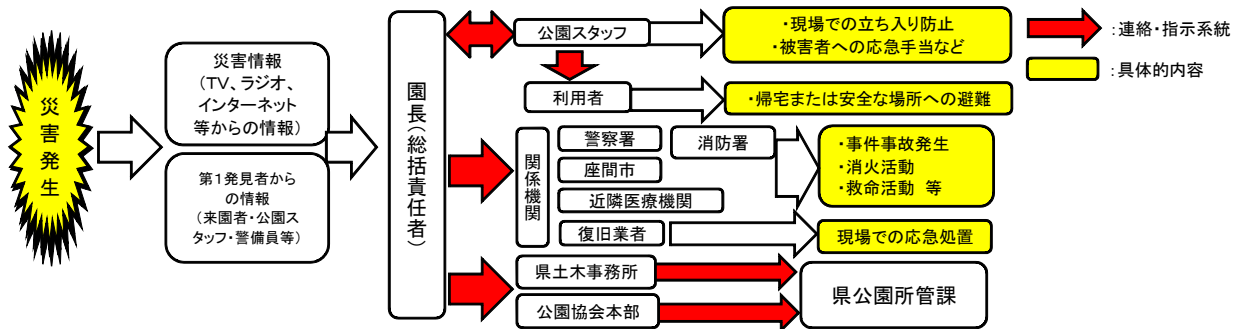 災害発生
災害情報
（TV、ラジオ、
インターネット
等からの情報）
第１発見者から
の情報
（来園者・公園ス
タッフ・警備員等）
園長（総括責任者）
公園スタッフ
・現場での立ち入り防止
・被害者への応急手当など
利用者
・帰宅または安全な場所への避難
関係機関
警察署
消防署
座間市
近隣医療機関
復旧業者
・事件事故発生
・消火活動
・救命活動 等
現場での応急処置
県土木事務所
公園協会本部
県公園所管課
：連絡・指示系統
：具体的内容